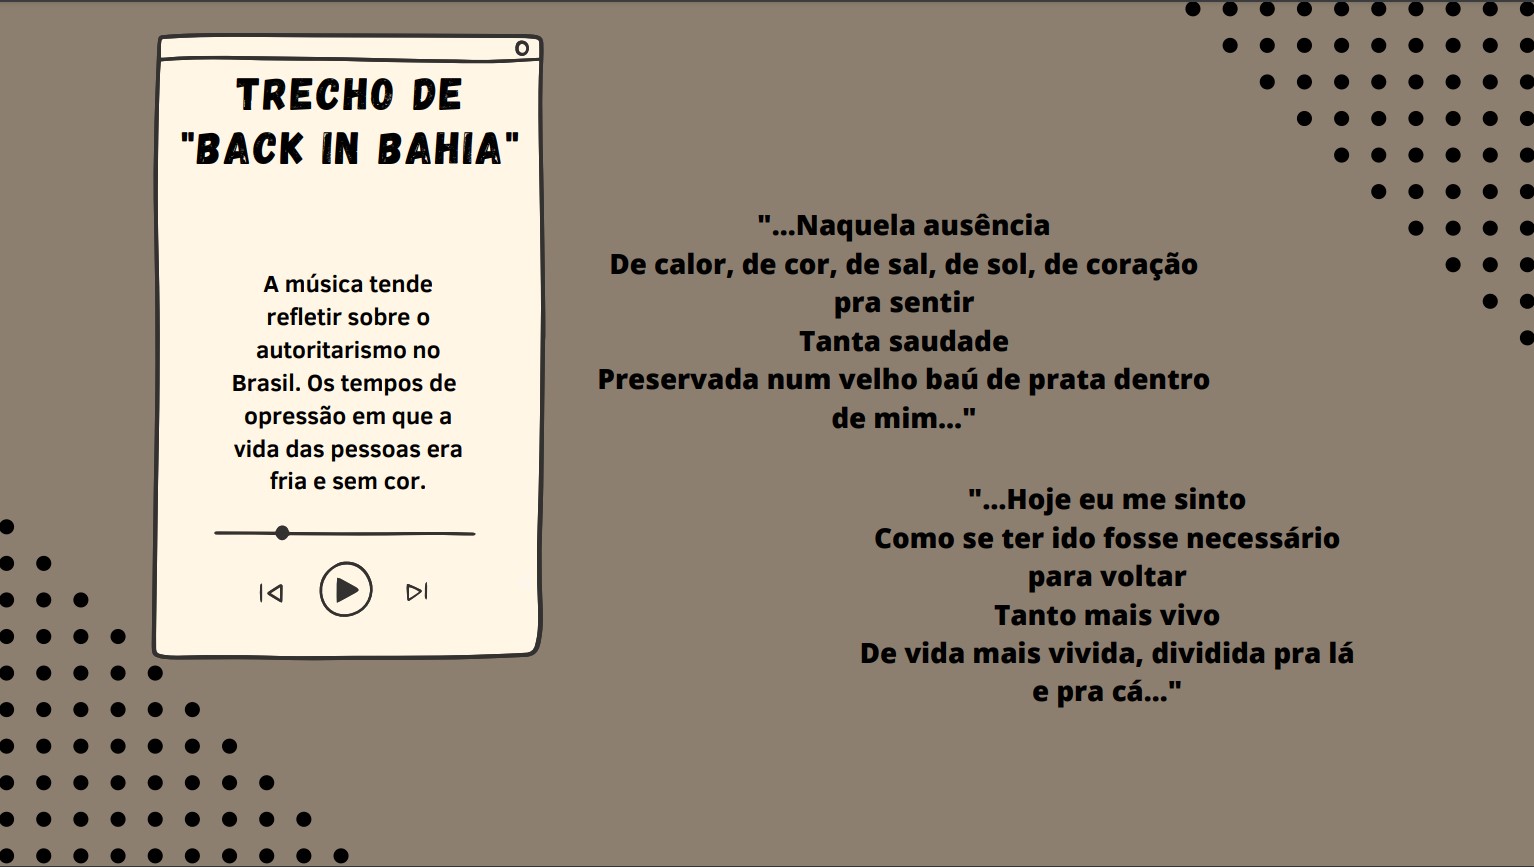 TRECHO DE
"BACK IN BAHIA"
A música tende
refletir sobre o
autoritarismo no
Brasil. Os tempos de
opressão em que a
vida das pessoas era
fria e sem cor.
"...Naquela ausência
De calor, de cor, de sal, de sol, de coração
pra sentir
Tanta saudade
Preservada num velho baú de prata dentro
de mim..."
"...Hoje eu me sinto
Como se ter ido fosse necessário
para voltar
Tanto mais vivo
De vida mais vivida, dividida pra lá
e pra cá..."